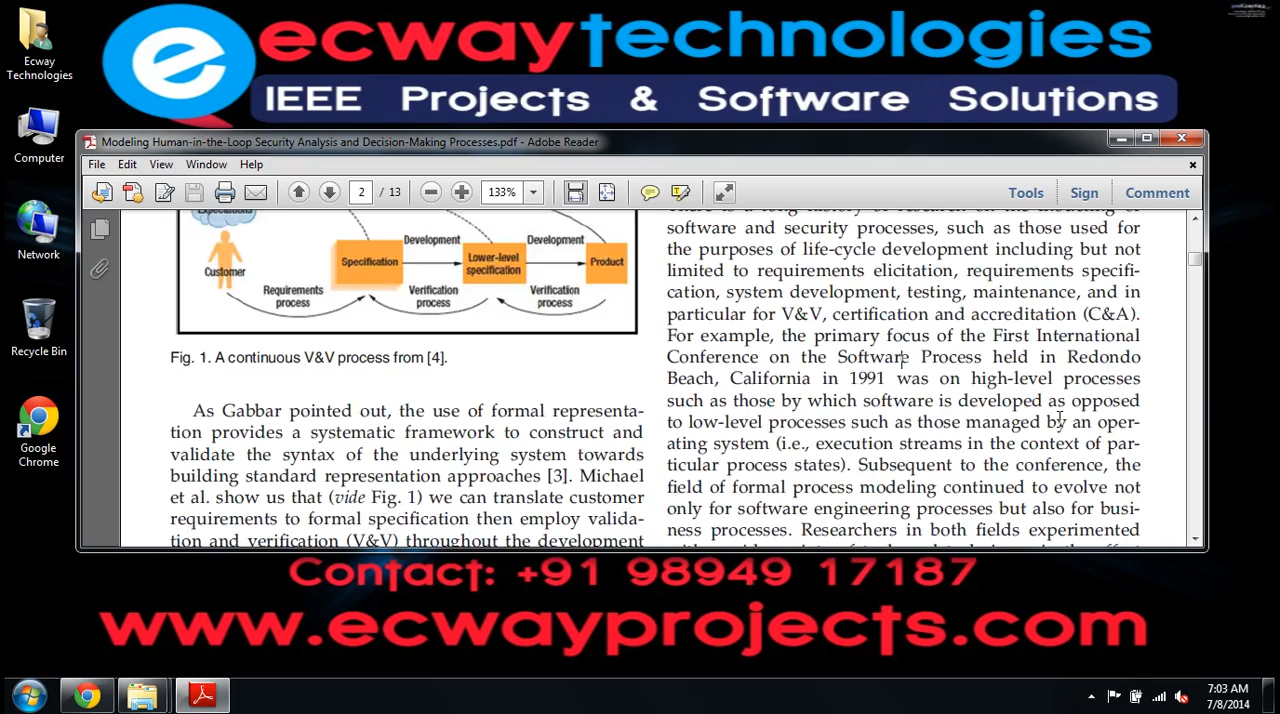 ecwaytechnologies
IEEE Projects & Software Solutions
Ecway
Technologies
Computer
Network
Recycle Bin
Google
Chrome
Modeling Human-in-the-Loop Security Analysis and Decision-Making Processes.pdf - Adobe Reader
File Edit View Window Help
2 / 13 133% Tools Sign Comment
Expectations
Customer
Development Development
Specification
Lower-level
specification
Product
Requirements
process
Verification
process
Verification
process
Fig. 1. A continuous V&V process from [4].
As Gabbar pointed out, the use of formal representa-
tion provides a systematic framework to construct and
validate the syntax of the underlying system towards
building standard representation approaches [3]. Michael
et al. show us that (vide Fig. 1) we can translate customer
requirements to formal specification then employ valida-
tion and verification (V&V) throughout the development
software and security processes, such as those used for
the purposes of life-cycle development including but not
limited to requirements elicitation, requirements specifi-
cation, system development, testing, maintenance, and in
particular for V&V, certification and accreditation (C&A).
For example, the primary focus of the First International
Conference on the Software Process held in Redondo
Beach, California in 1991 was on high-level processes
such as those by which software is developed as opposed
to low-level processes such as those managed by an oper-
ating system (i.e., execution streams in the context of par-
ticular process states). Subsequent to the conference, the
field of formal process modeling continued to evolve not
only for software engineering processes but also for busi-
ness processes. Researchers in both fields experimented
Contact: +91 98949 17187
www.ecwayprojects.com
7:03 AM
7/8/2014